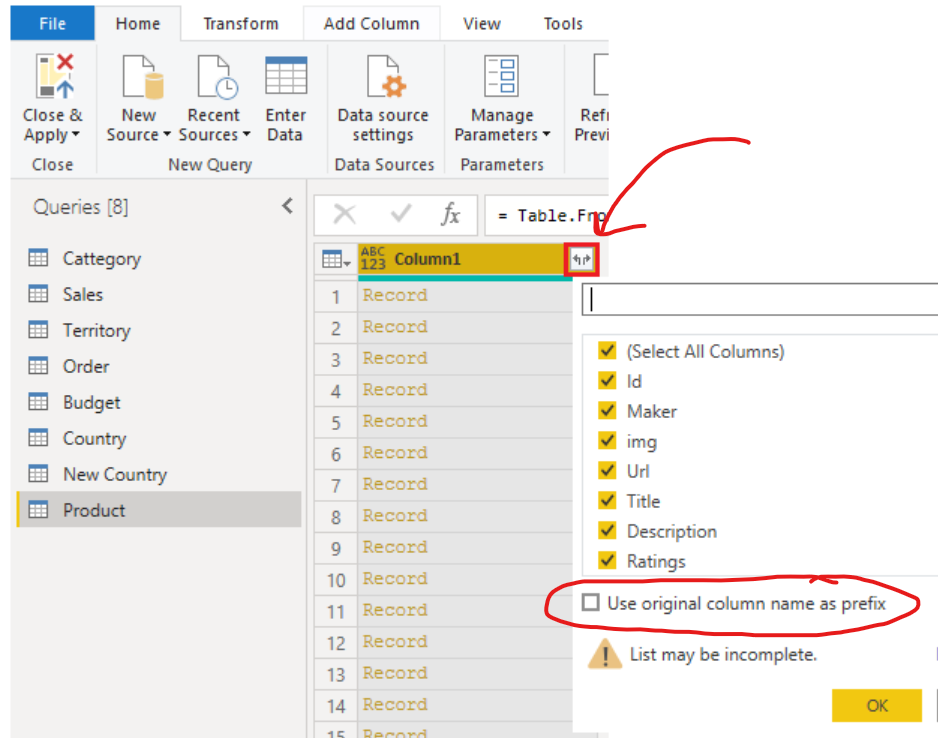 File Home Transform Add Column View Tools
Close & Apply
New Source
Recent Sources
Enter Data
Data source settings
Manage Parameters
Close New Query Data Sources Parameters
Queries [8]
fx = Table.Fro
Cattegory
Sales
Territory
Order
Budget
Country
New Country
Product
ABC
123 Column1
1 Record
2 Record
3 Record
4 Record
5 Record
6 Record
7 Record
8 Record
9 Record
10 Record
11 Record
12 Record
13 Record
14 Record
15 Record
(Select All Columns)
Id
Maker
img
Url
Title
Description
Ratings
Use original column name as prefix
List may be incomplete.
OK